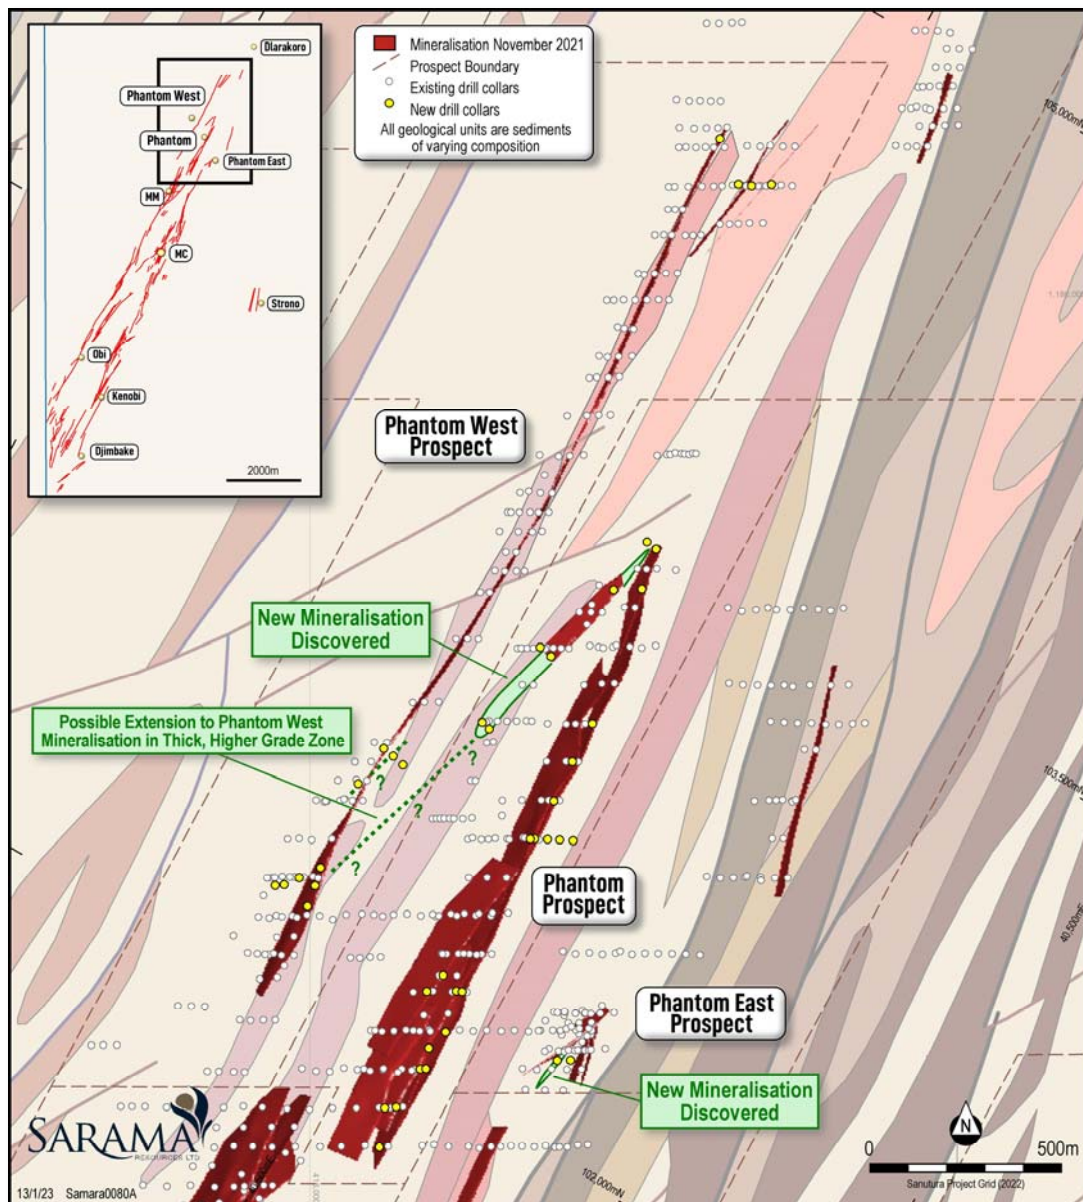 Dlarakoro
Phantom West
Phantom
Phantom East
MM
MC
Strono
Obi
Kenobi
Djimbake
2000m
Mineralisation November 2021
Prospect Boundary
Existing drill collars
New drill collars
All geological units are sediments
of varying composition
105,000mN
Phantom West
Prospect
New Mineralisation
Discovered
Possible Extension to Phantom West
Mineralisation in Thick, Higher Grade Zone
?
?
?
103,500mN
Phantom
Prospect
40,500mE
Phantom East
Prospect
New Mineralisation
Discovered
SARAMA
RESOURCES LTD
N
0 500m
Sanutura Project Grid (2022)
102,000mN
13/1/23 Samara0080A